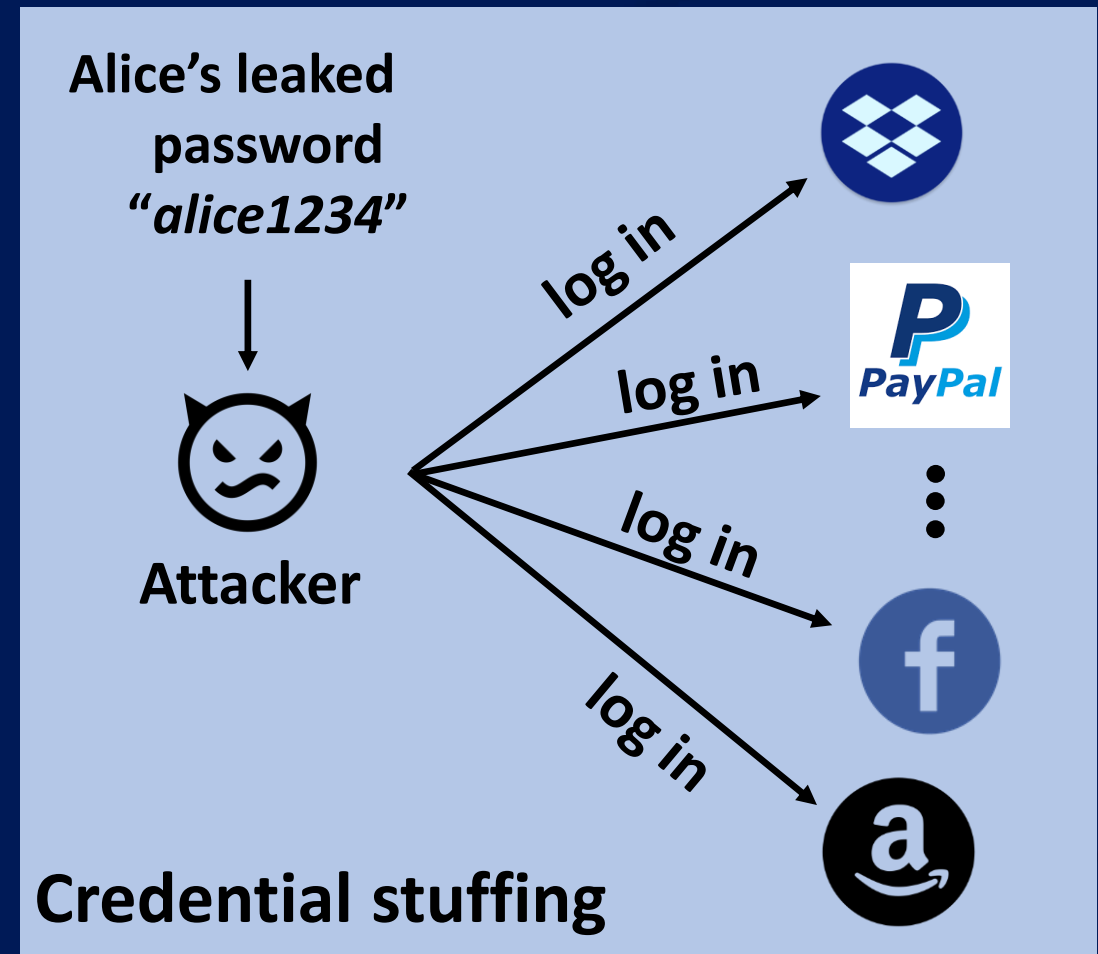 Alice’s leaked
password
“alice1234”
log in
P
PayPal
log in
Attacker
log in
f
log in
a
Credential stuffing